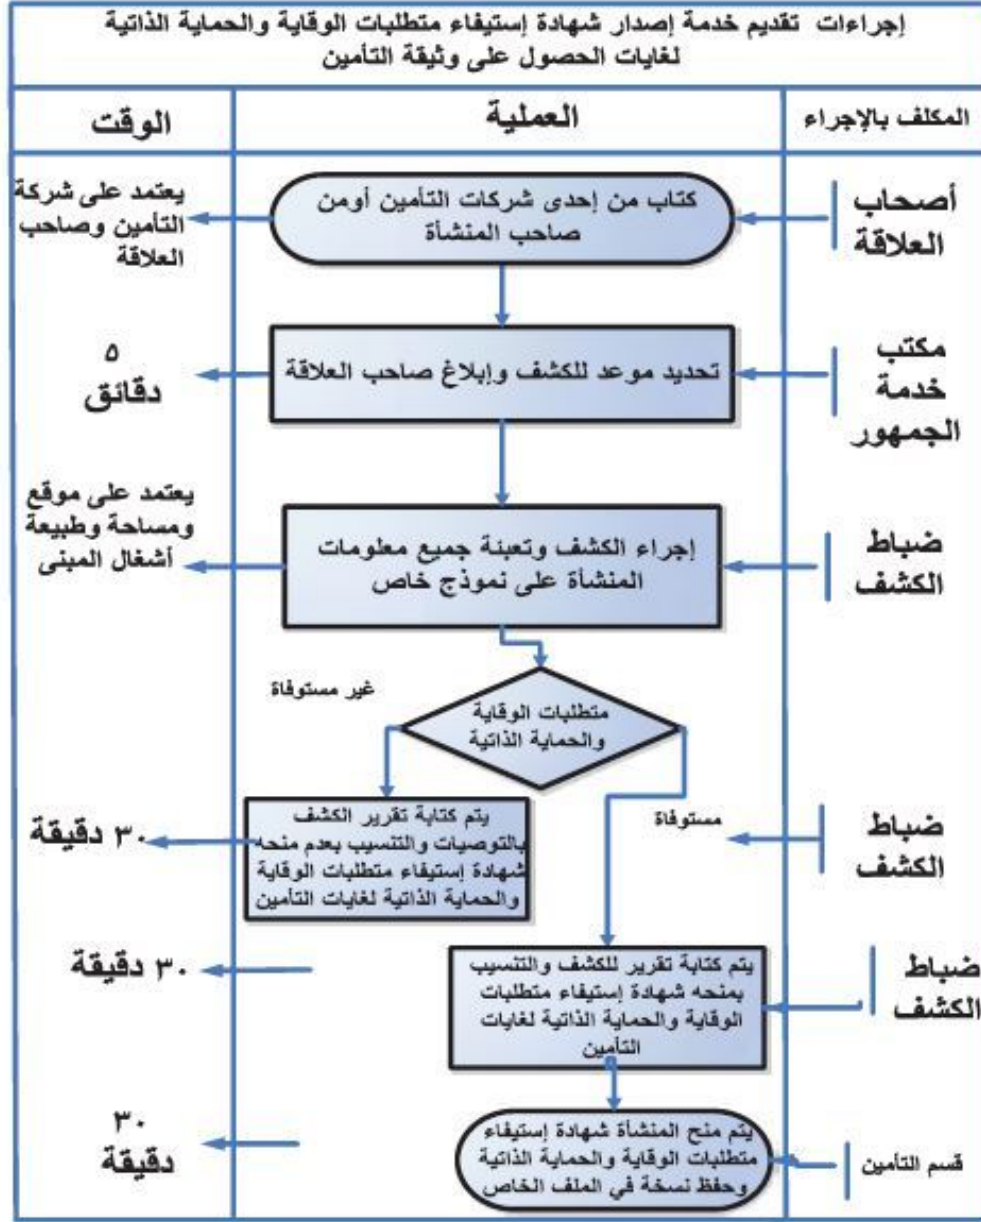 إجراءات تقديم خدمة إصدار شهادة إستيفاء متطلبات الوقاية والحماية الذاتية
لغايات الحصول على وثيقة التأمين
المكلف بالإجراء
العملية
الوقت
أصحاب
العلاقة
كتاب من إحدى شركات التأمين أومن
صاحب المنشأة
يعتمد على شركة
التأمين وصاحب
العلاقة
مكتب
خدمة
الجمهور
تحديد موعد للكشف وإبلاغ صاحب العلاقة
٥
دقائق
ضباط
الكشف
إجراء الكشف وتعبئة جميع معلومات
المنشأة على نموذج خاص
يعتمد على موقع
ومساحة وطبيعة
أشغال المبنى
متطلبات الوقاية
والحماية الذاتية
غير مستوفاة
ضباط
الكشف
مستوفاة
يتم كتابة تقرير الكشف
بالتوصيات والتنسيب بعدم منحه
شهادة إستيفاء متطلبات الوقاية
والحماية الذاتية لغايات التأمين
٣٠ دقيقة
ضباط
الكشف
يتم كتابة تقرير للكشف والتنسيب
بمنحه شهادة إستيفاء متطلبات
الوقاية والحماية الذاتية لغايات
التأمين
٣٠ دقيقة
قسم التأمين
يتم منح المنشأة شهادة إستيفاء
متطلبات الوقاية والحماية الذاتية
وحفظ نسخة في الملف الخاص
٣٠
دقيقة